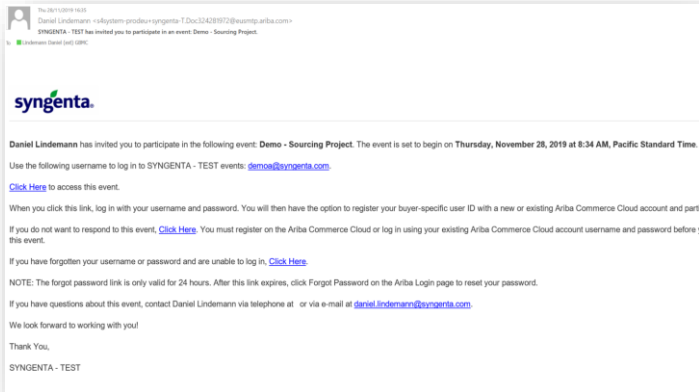 Thu 28/11/2019 16:35
Daniel Lindemann <s4system-prodeu+syngenta-T.Doc324281972@eusmtp.ariba.com>
SYNGENTA - TEST has invited you to participate in an event: Demo - Sourcing Project.
Lindemann Daniel (ext) GBMC
syngenta.
Daniel Lindemann has invited you to participate in the following event: Demo - Sourcing Project. The event is set to begin on Thursday, November 28, 2019 at 8:34 AM, Pacific Standard Time.
Use the following username to log in to SYNGENTA - TEST events: demoa@syngenta.com.
Click Here to access this event.
When you click this link, log in with your username and password. You will then have the option to register your buyer-specific user ID with a new or existing Ariba Commerce Cloud account and parti
If you do not want to respond to this event, Click Here. You must register on the Ariba Commerce Cloud or log in using your existing Ariba Commerce Cloud account username and password before
this event.
If you have forgotten your username or password and are unable to log in, Click Here.
NOTE: The forgot password link is only valid for 24 hours. After this link expires, click Forgot Password on the Ariba Login page to reset your password.
If you have questions about this event, contact Daniel Lindemann via telephone at or via e-mail at daniel.lindemann@syngenta.com.
We look forward to working with you!
Thank You,
SYNGENTA - TEST